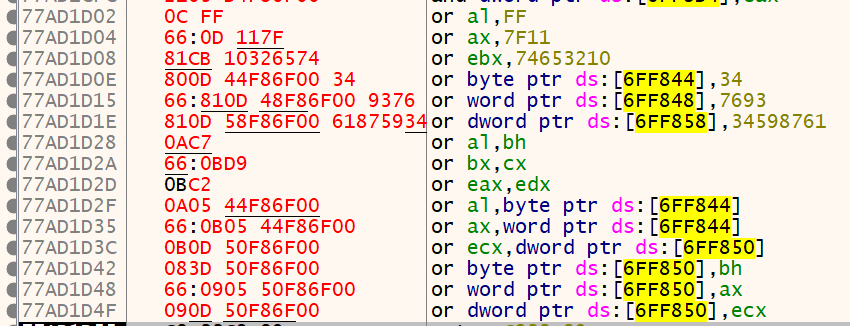 77AD1D02 0C FF or al,FF
77AD1D04 66:0D 117F or ax,7F11
77AD1D08 81CB 10326574 or ebx,74653210
77AD1D0E 800D 44F86F00 34 or byte ptr ds:[6FF844],34
77AD1D15 66:810D 48F86F00 9376 or word ptr ds:[6FF848],7693
77AD1D1E 810D 58F86F00 61875934 or dword ptr ds:[6FF858],34598761
77AD1D28 0AC7 or al,bh
77AD1D2A 66:0BD9 or bx,cx
77AD1D2D 0BC2 or eax,edx
77AD1D2F 0A05 44F86F00 or al,byte ptr ds:[6FF844]
77AD1D35 66:0B05 44F86F00 or ax,word ptr ds:[6FF844]
77AD1D3C 0B0D 50F86F00 or ecx,dword ptr ds:[6FF850]
77AD1D42 083D 50F86F00 or byte ptr ds:[6FF850],bh
77AD1D48 66:0905 50F86F00 or word ptr ds:[6FF850],ax
77AD1D4F 090D 50F86F00 or dword ptr ds:[6FF850],ecx